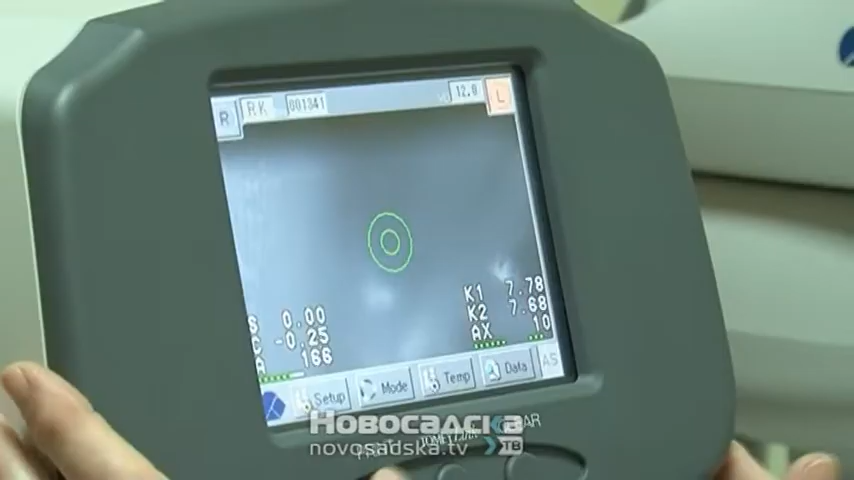 R RK 001341 12.0 L
S 0.00
C -0.25
A 166
K1 7.78
K2 7.68
AX 10
Setup Mode Temp Data AS
НОВОСАДСКА
novosadska.tv ТВ